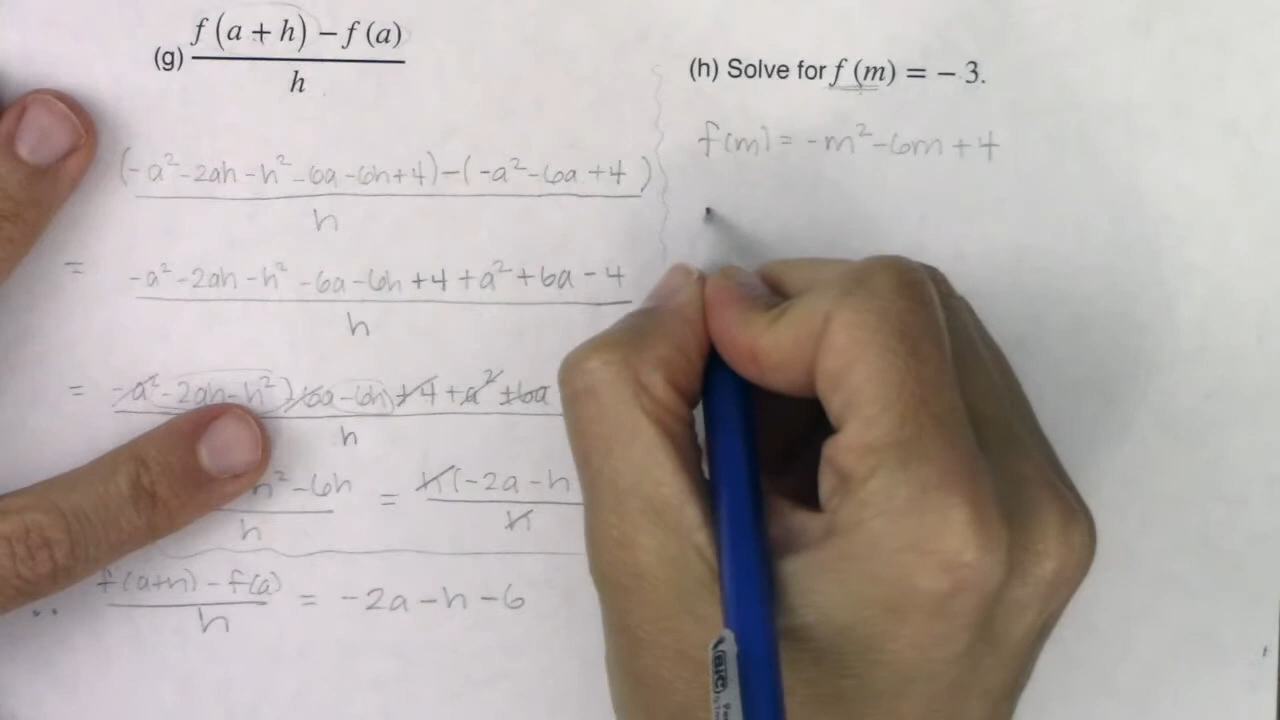 (g) f(a + h) − f(a) / h
(-a² - 2ah - h² - 6a - 6h + 4) - (-a² - 6a + 4) / h
= -a² - 2ah - h² - 6a - 6h + 4 + a² + 6a - 4 / h
= -a² - 2ah - h² - 6a - 6h + 4 + a² + 6a / h
h² - 6h / h = h(-2a - h / h
∴ f(a+h) - f(a) / h = -2a - h - 6
(h) Solve for f(m) = − 3.
f(m) = -m² - 6m + 4
BIC